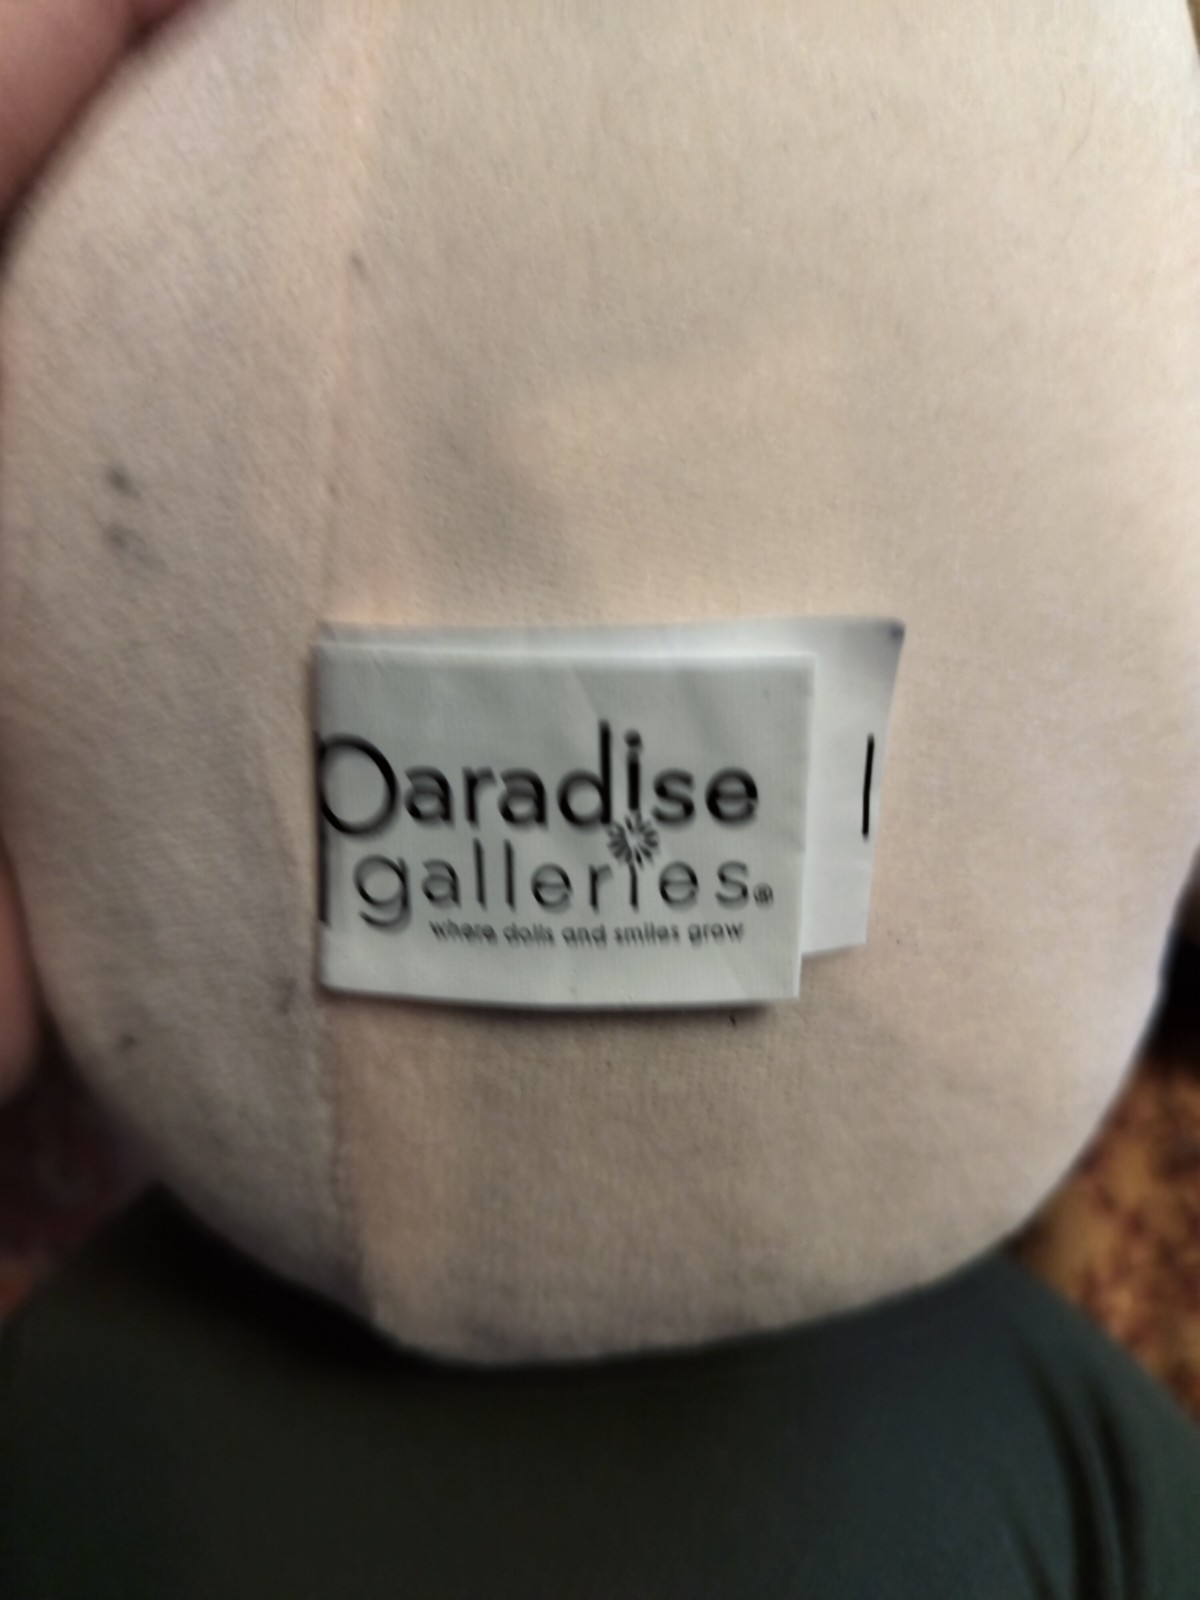 Paradise
galleries®
where dolls and smiles grow